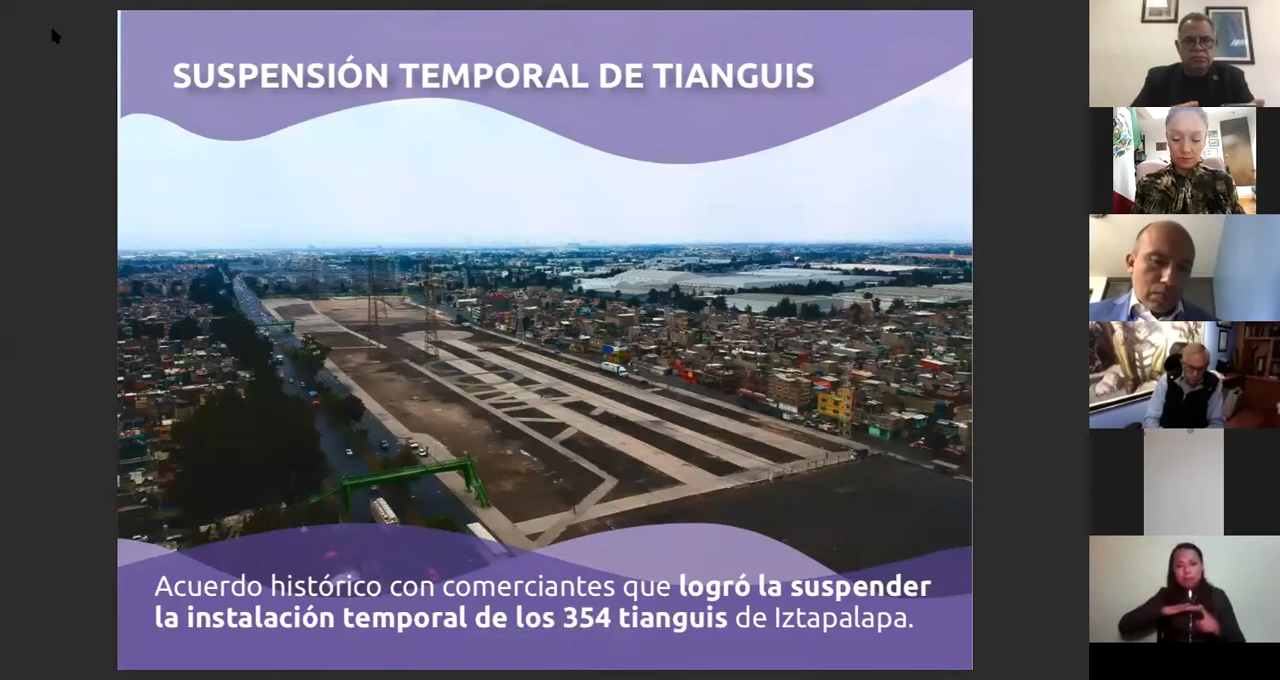 SUSPENSIÓN TEMPORAL DE TIANGUIS
Acuerdo histórico con comerciantes que logró la suspender
la instalación temporal de los 354 tianguis de Iztapalapa.